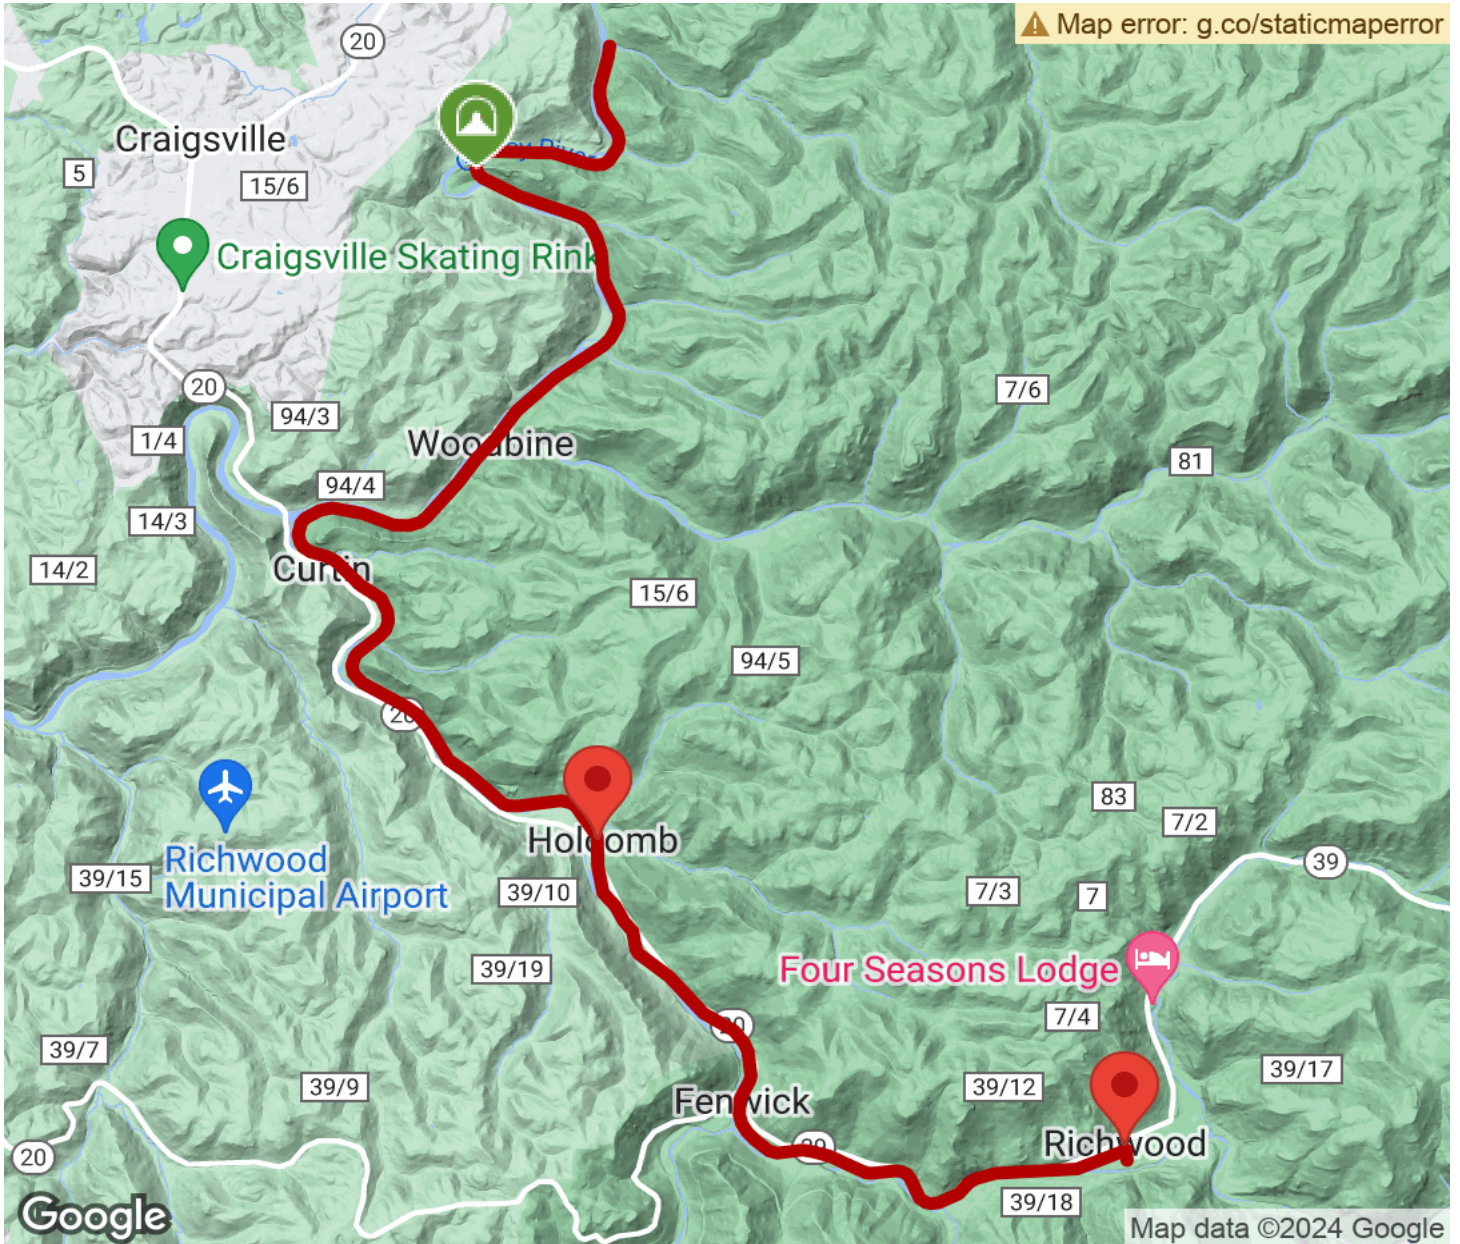 Map error: g.co/staticmaperror
20
Craigsville
5
15/6
Craigsville Skating Rink
20
7/6
94/3
1/4
Woodbine
81
94/4
14/3
14/2
Curtin
15/6
94/5
20
83
7/2
Holcomb
39
Richwood
Municipal Airport
39/15
39/10
7/3
7
39/19
Four Seasons Lodge
7/4
20
39/7
39/17
39/9
39/12
Fenwick
Richwood
20
39/18
Google
Map data ©2024 Google